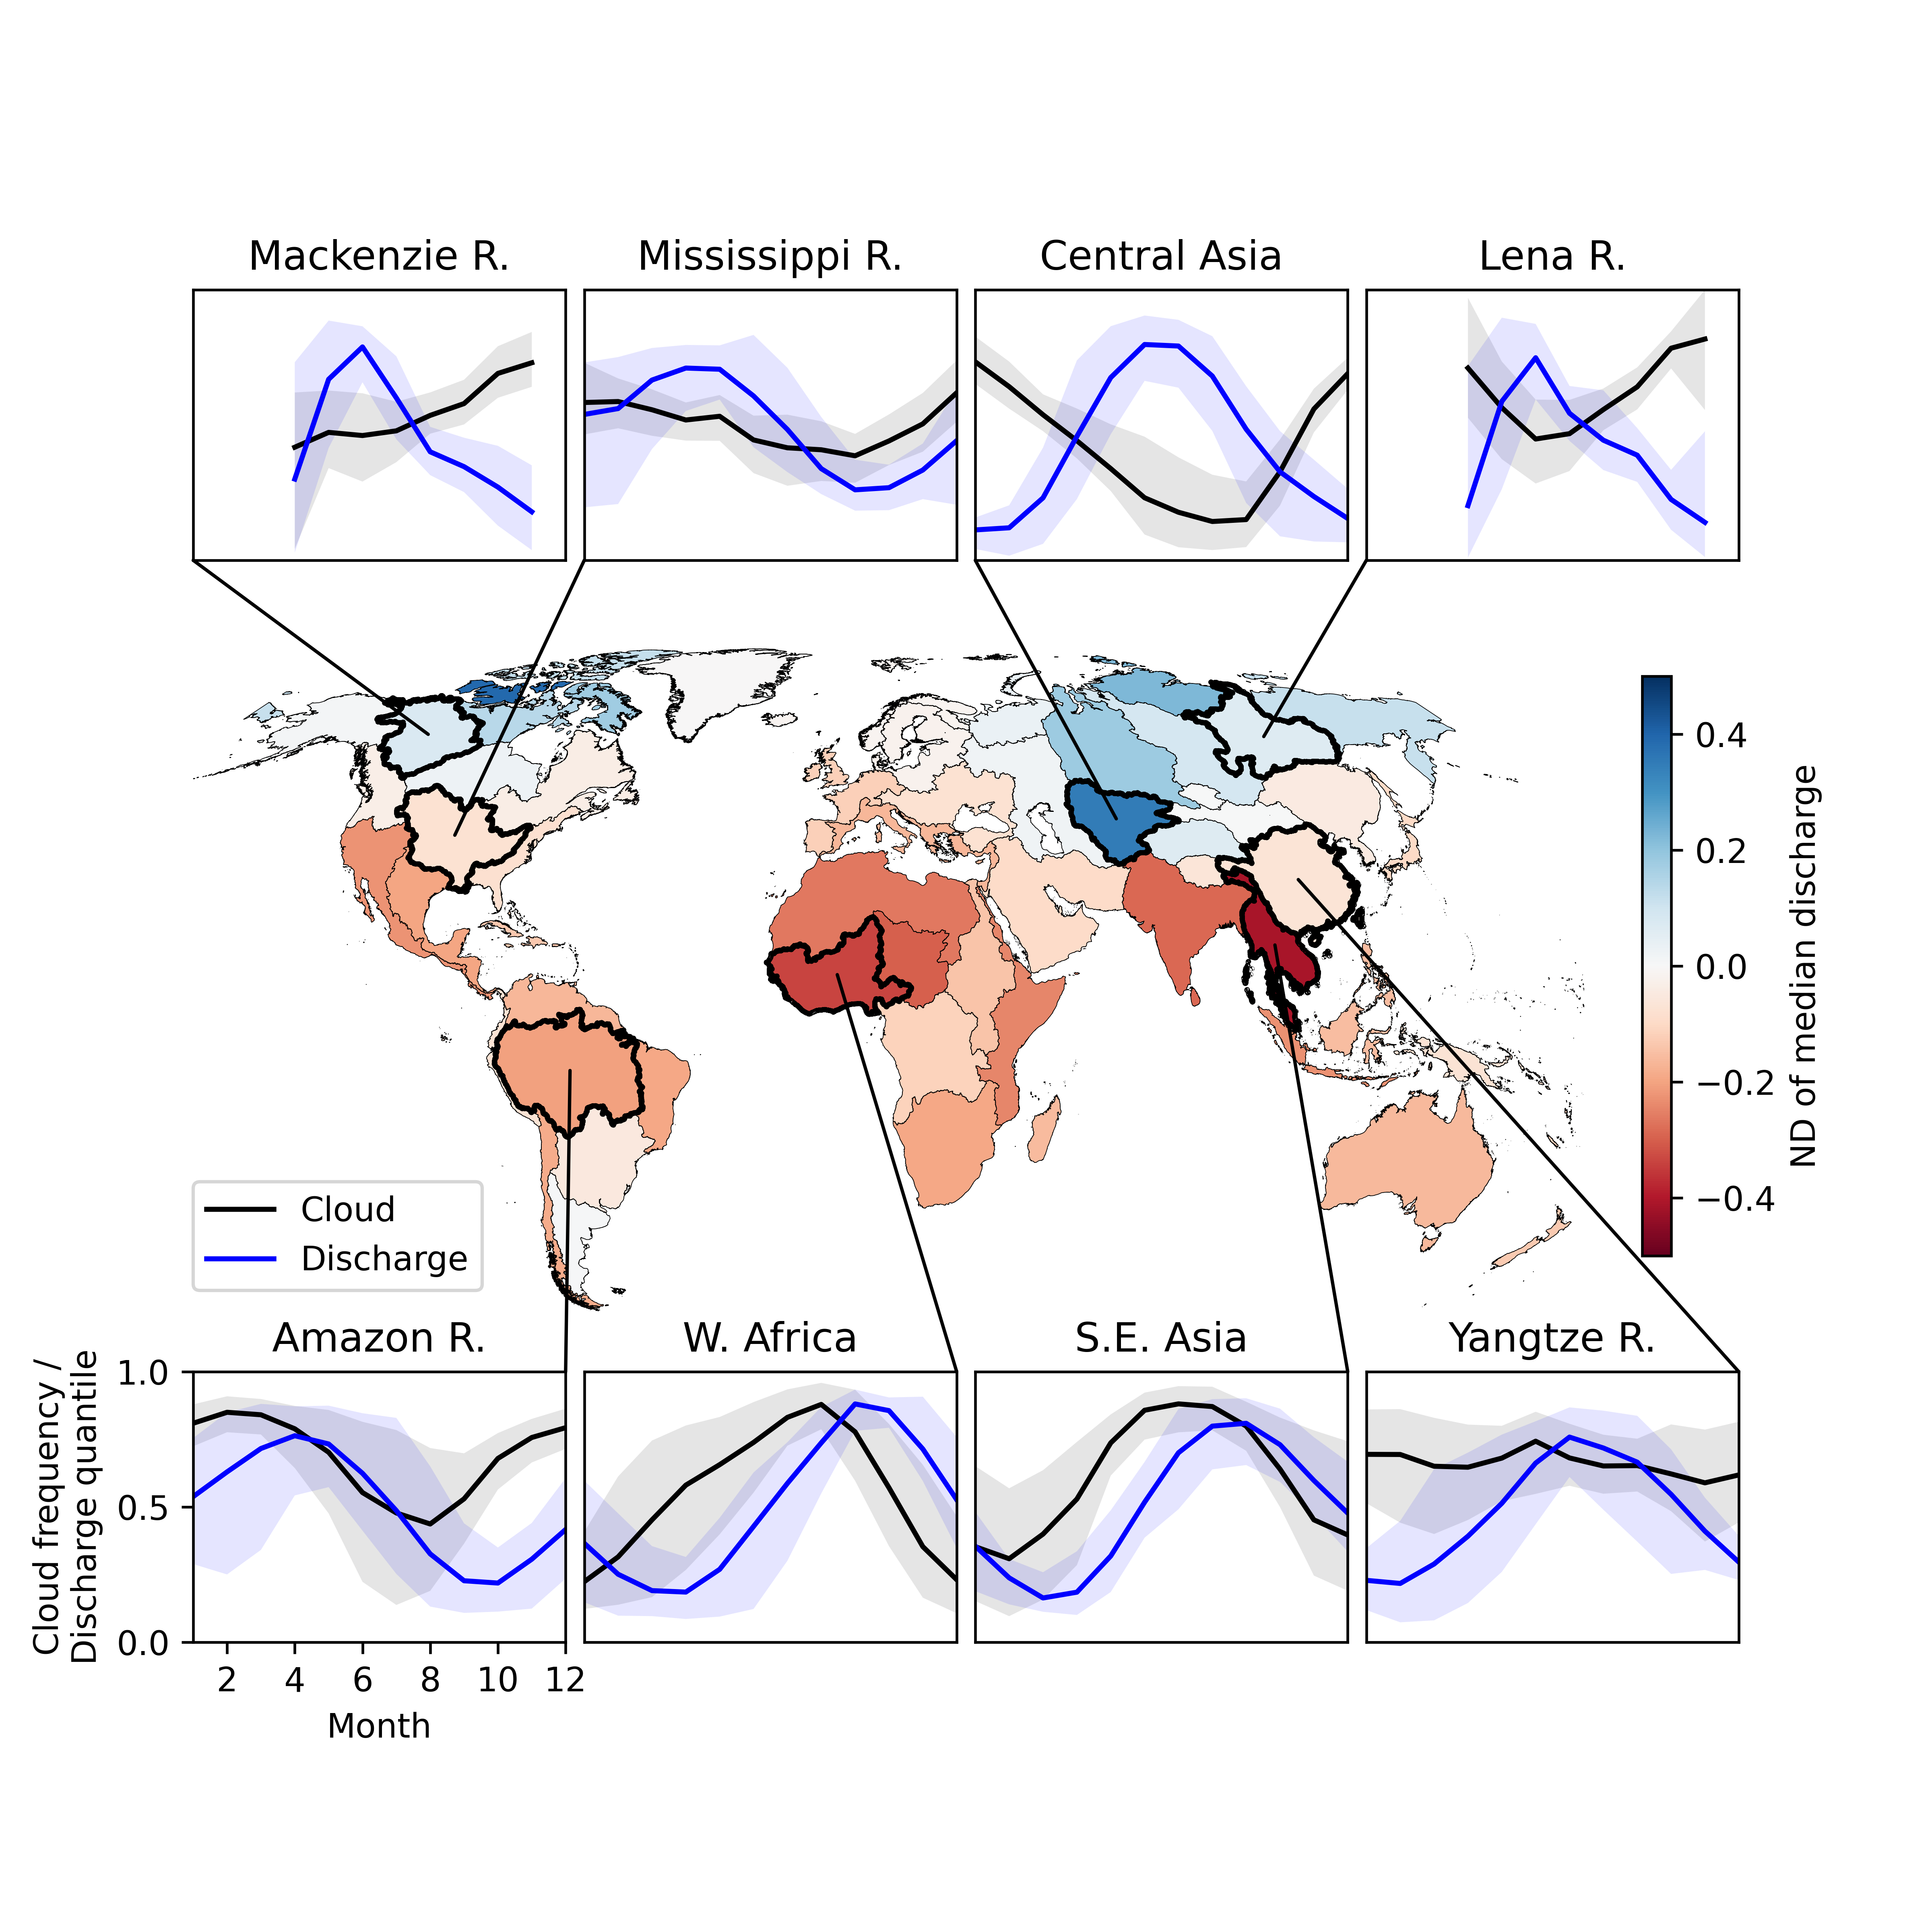 Mackenzie R.
Mississippi R.
Central Asia
Lena R.
0.4
0.2
0.0
−0.2
−0.4
ND of median discharge
Cloud
Discharge
Amazon R.
W. Africa
S.E. Asia
Yangtze R.
Cloud frequency /
Discharge quantile
1.0
0.5
0.0
2 4 6 8 10 12
Month